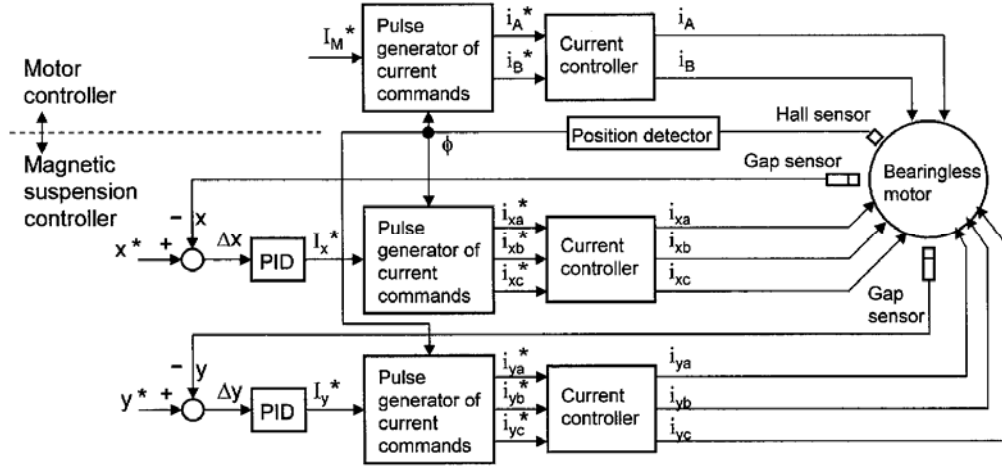 I_M*
Pulse
generator of
current
commands
i_A*
i_B*
Current
controller
i_A
i_B
Motor
controller
Magnetic
suspension
controller
ϕ
Position detector
Hall sensor
Gap sensor
Bearingless
motor
x* + − x
Δx
PID
I_x*
Pulse
generator of
current
commands
i_xa*
i_xb*
i_xc*
Current
controller
i_xa
i_xb
i_xc
Gap
sensor
y* + − y
Δy
PID
I_y*
Pulse
generator of
current
commands
i_ya*
i_yb*
i_yc*
Current
controller
i_ya
i_yb
i_yc